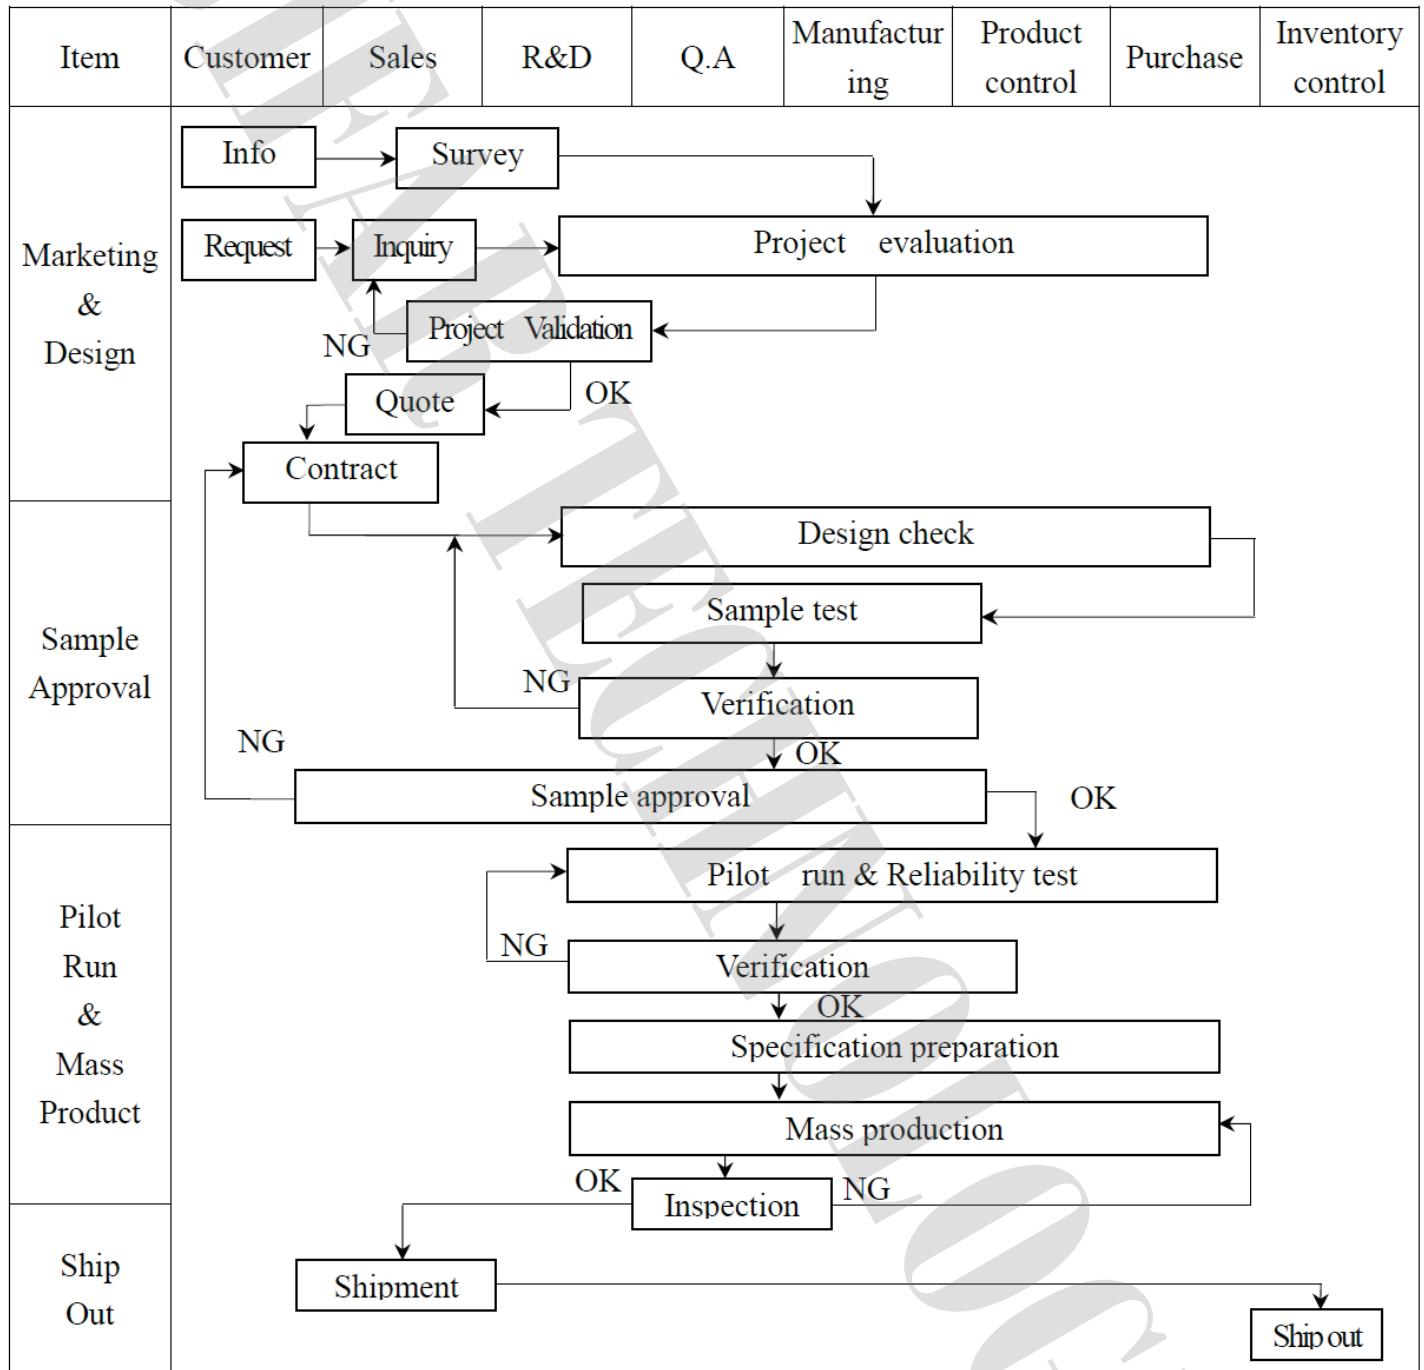 Item
Customer
Sales
R&D
Q.A
Manufactur
ing
Product
control
Purchase
Inventory
control
Marketing
&
Design
Info
Survey
Request
Inquiry
Project evaluation
NG
Project Validation
Quote
OK
Contract
Sample
Approval
Design check
Sample test
NG
Verification
NG
OK
Sample approval
OK
Pilot
Run
&
Mass
Product
Pilot run & Reliability test
NG
Verification
OK
Specification preparation
Mass production
OK
Inspection
NG
Ship
Out
Shipment
Ship out
TECHNOLOG